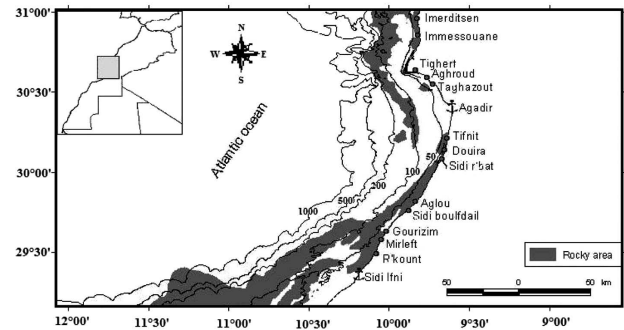 31°00'
30°30'
30°00'
29°30'
12°00'
11°30'
11°00'
10°30'
10°00'
9°30'
9°00'
N
W
E
S
Atlantic ocean
Imerditsen
Immessouane
Tighert
Aghroud
Taghazout
Agadir
Tifnit
Douira
Sidi r'bat
Aglou
Sidi boulfdail
Gourizim
Mirleft
R'kount
Sidi Ifni
1000
500
200
100
50
Rocky area
50
0
50
km